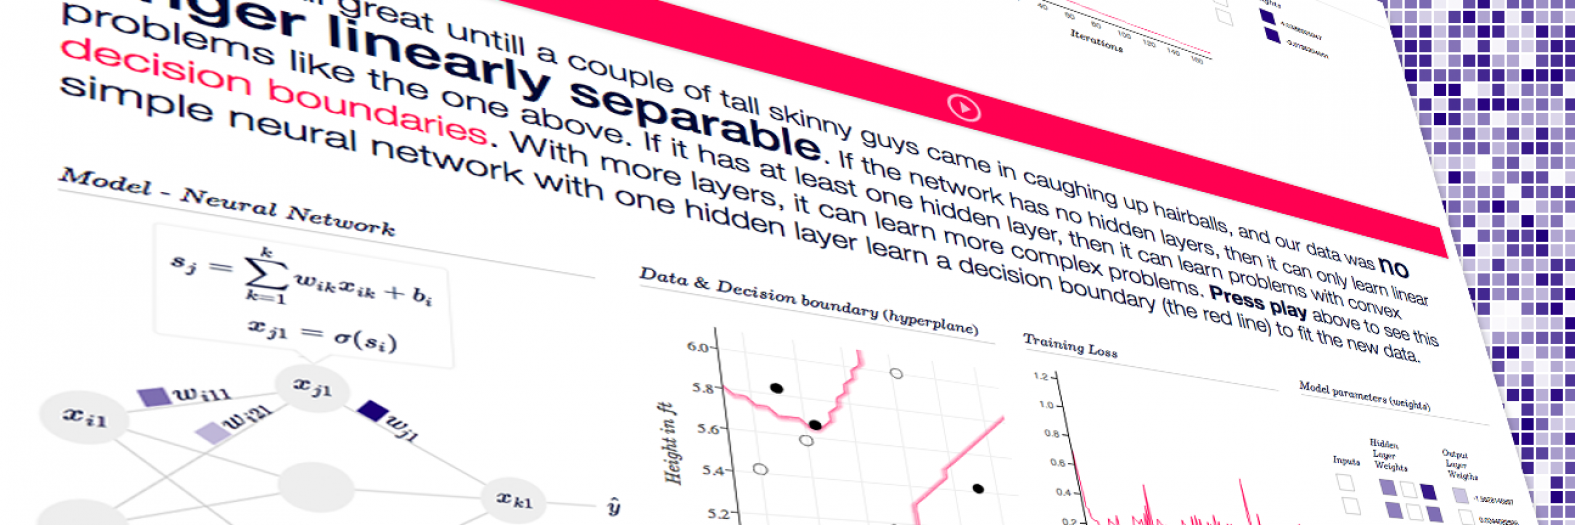 great untill a couple of tall skinny guys came in caughing up hairballs, and our data was no
linearly separable. If the network has no hidden layers, then it can only learn linear
problems like the one above. If it has at least one hidden layer, then it can learn problems with convex
decision boundaries. With more layers, it can learn more complex problems. Press play above to see this
simple neural network with one hidden layer learn a decision boundary (the red line) to fit the new data.
40 60 80 100 120 140 160
Iterations
Model - Neural Network
s_j = ∑_{k=1}^{k} w_{ik}x_{ik} + b_i
x_{j1} = σ(s_i)
x_{i1}
w_{i11}
w_{i21}
x_{j1}
w_{j1}
x_{k1}
ŷ
Data & Decision boundary (hyperplane)
Height in ft
6.0
5.8
5.6
5.4
5.2
Training Loss
1.2
1.0
0.8
0.6
0.4
0.2
Model parameters (weights)
Inputs
Hidden
Layer
Weights
Output
Layer
Weigths